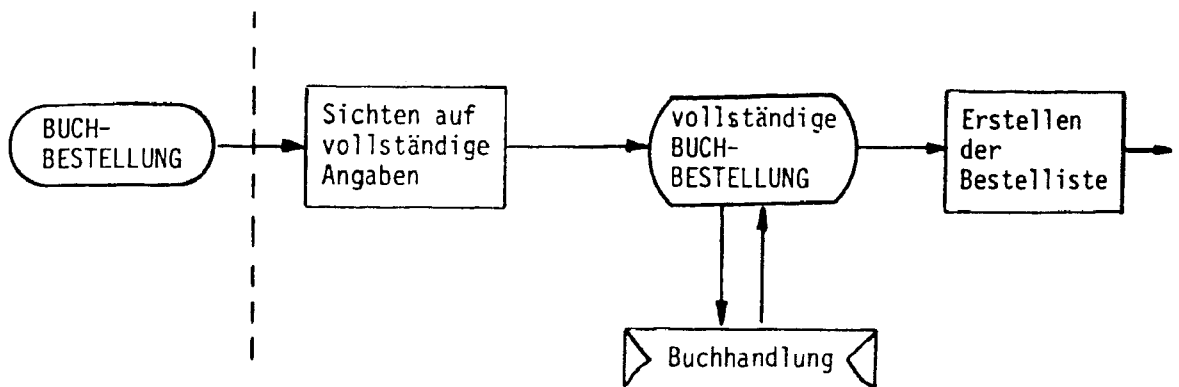 BUCH-
BESTELLUNG
Sichten auf
vollständige
Angaben
vollständige
BUCH-
BESTELLUNG
Erstellen
der
Bestelliste
Buchhandlung